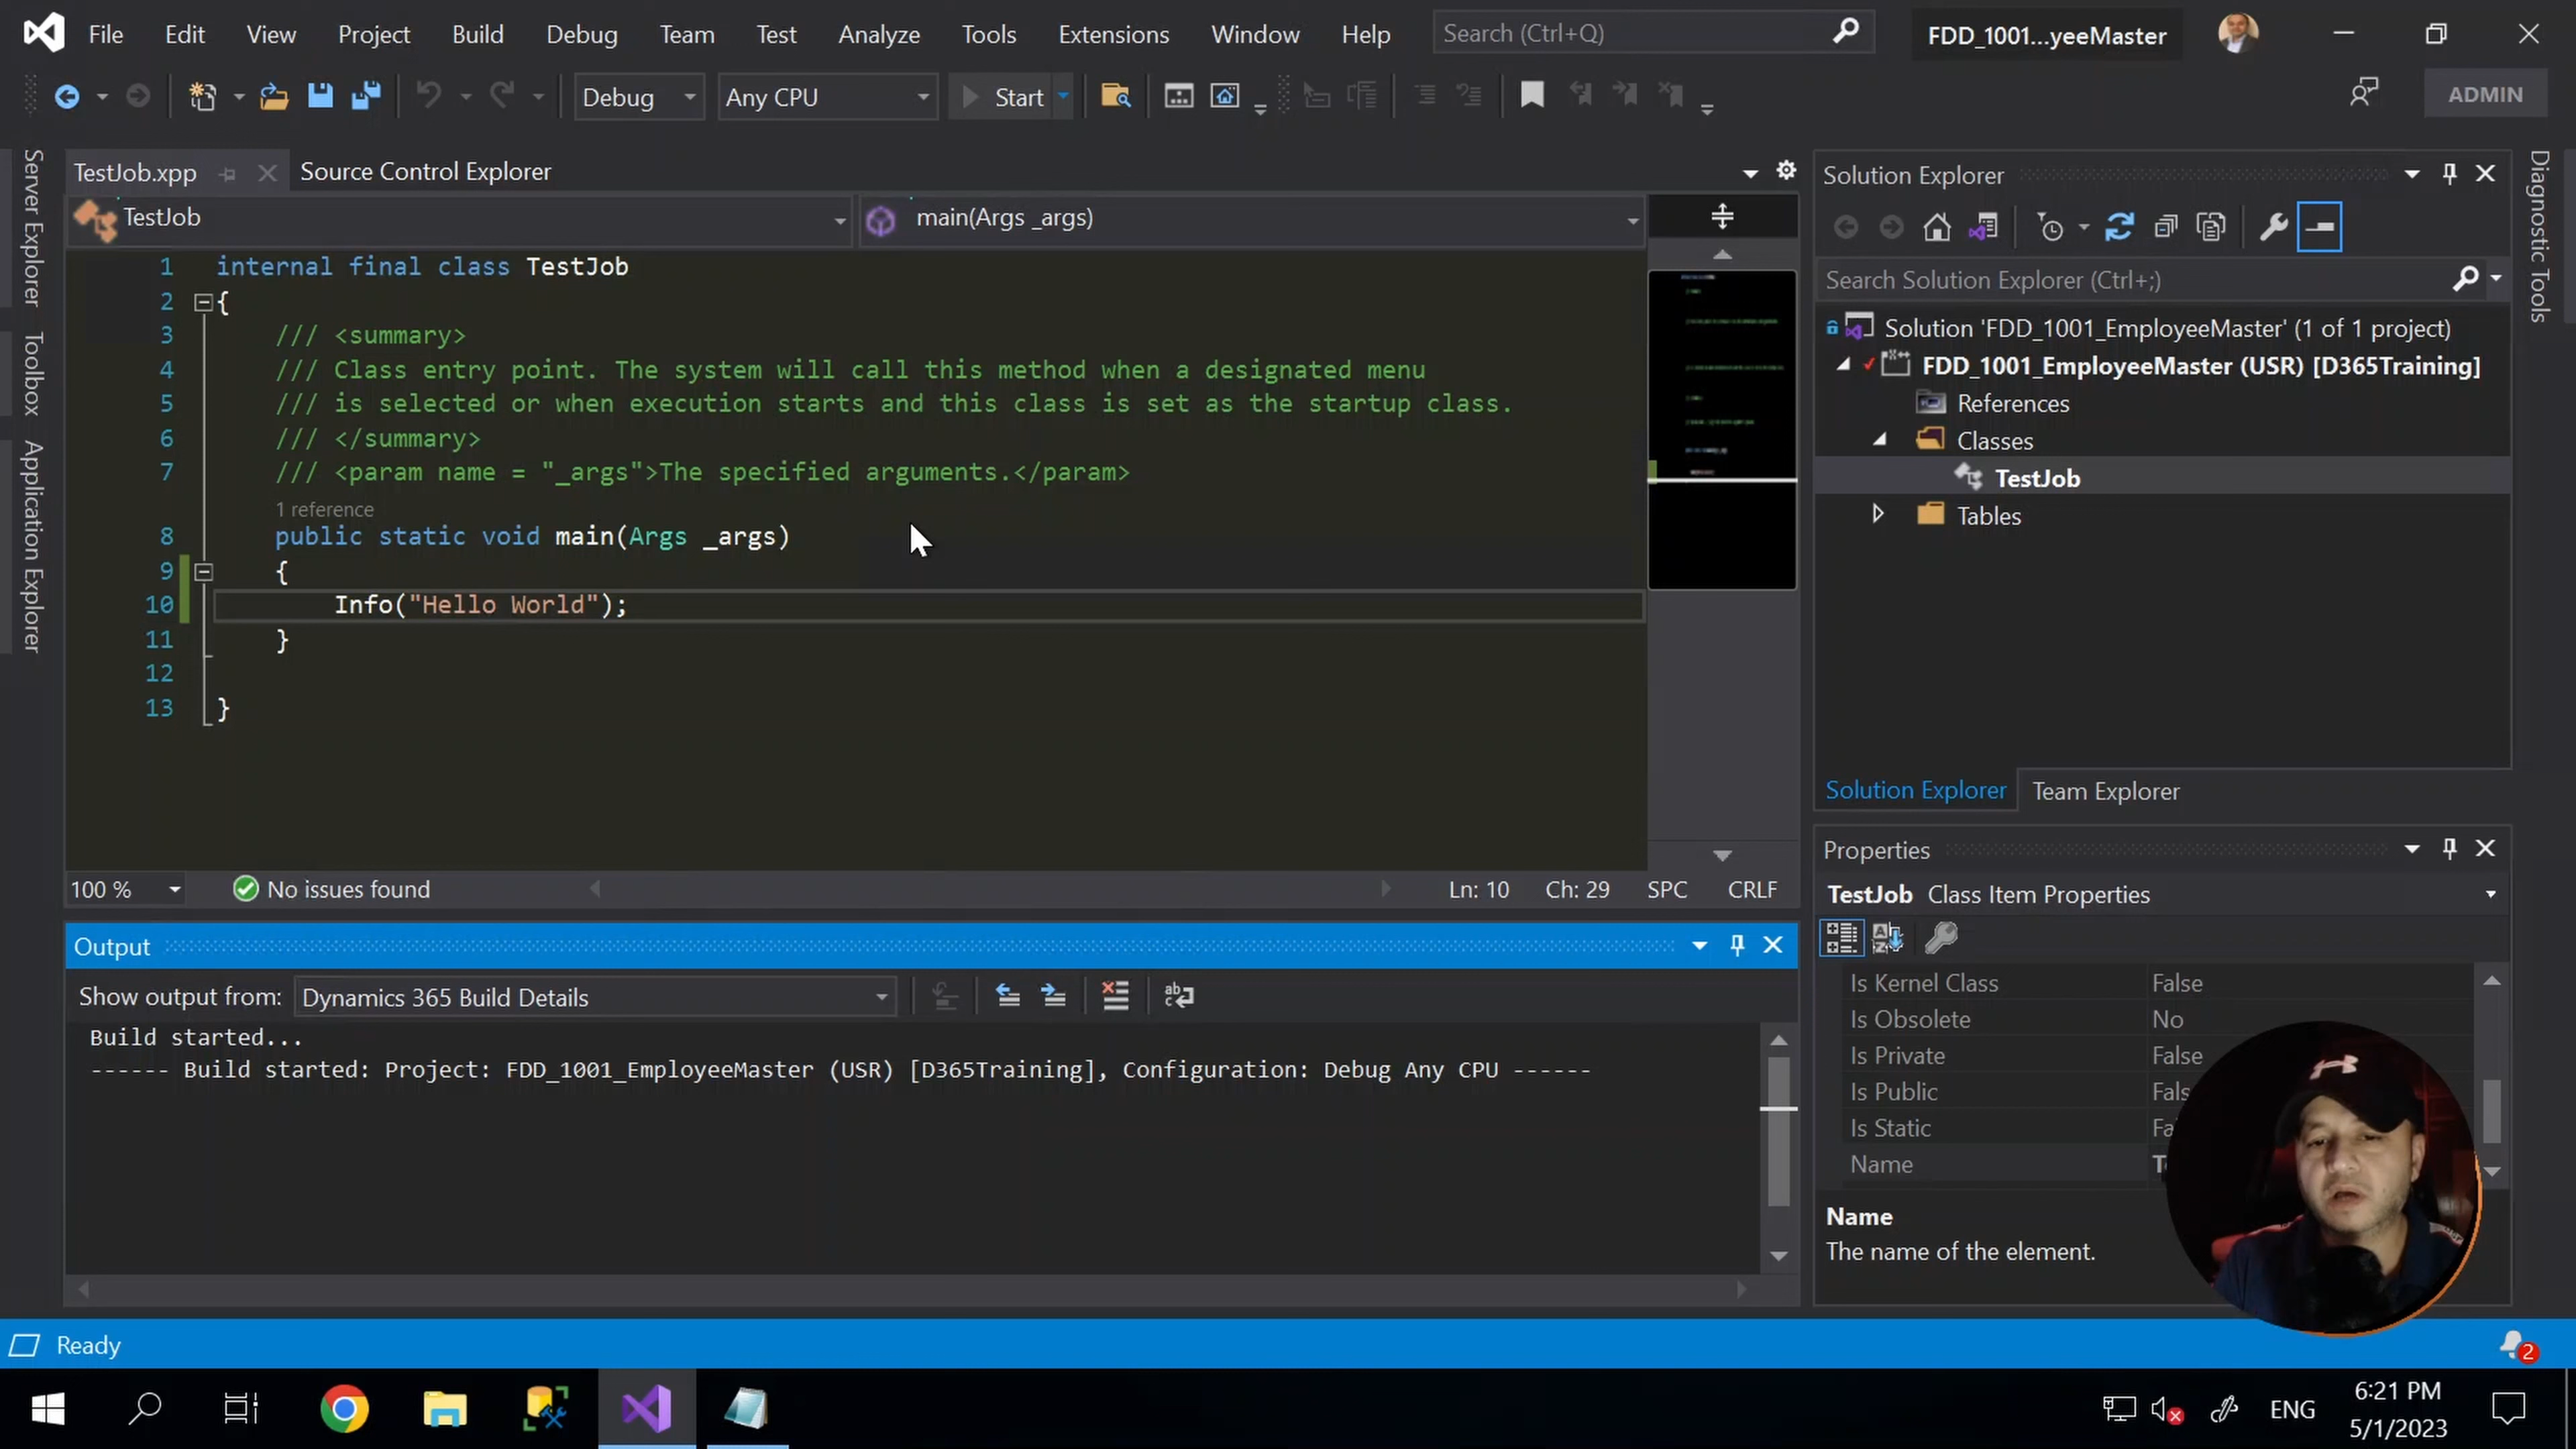 File Edit View Project Build Debug Team Test Analyze Tools Extensions Window Help Search (Ctrl+Q) FDD_1001...yeeMaster
Debug Any CPU Start ADMIN
Server Explorer
Toolbox
Application Explorer
TestJob.xpp Source Control Explorer
TestJob main(Args _args)
1 internal final class TestJob
2 {
3 /// <summary>
4 /// Class entry point. The system will call this method when a designated menu
5 /// is selected or when execution starts and this class is set as the startup class.
6 /// </summary>
7 /// <param name = "_args">The specified arguments.</param>
1 reference
8 public static void main(Args _args)
9 {
10 Info("Hello World");
11 }
12
13 }
100 % No issues found Ln: 10 Ch: 29 SPC CRLF
Output
Show output from: Dynamics 365 Build Details
Build started...
------ Build started: Project: FDD_1001_EmployeeMaster (USR) [D365Training], Configuration: Debug Any CPU ------
Solution Explorer
Search Solution Explorer (Ctrl+;)
Solution 'FDD_1001_EmployeeMaster' (1 of 1 project)
FDD_1001_EmployeeMaster (USR) [D365Training]
References
Classes
TestJob
Tables
Solution Explorer Team Explorer
Properties
TestJob Class Item Properties
Is Kernel Class False
Is Obsolete No
Is Private False
Is Public
Is Static
Name
Name
The name of the element.
Diagnostic Tools
Ready 2
ENG 6:21 PM
5/1/2023